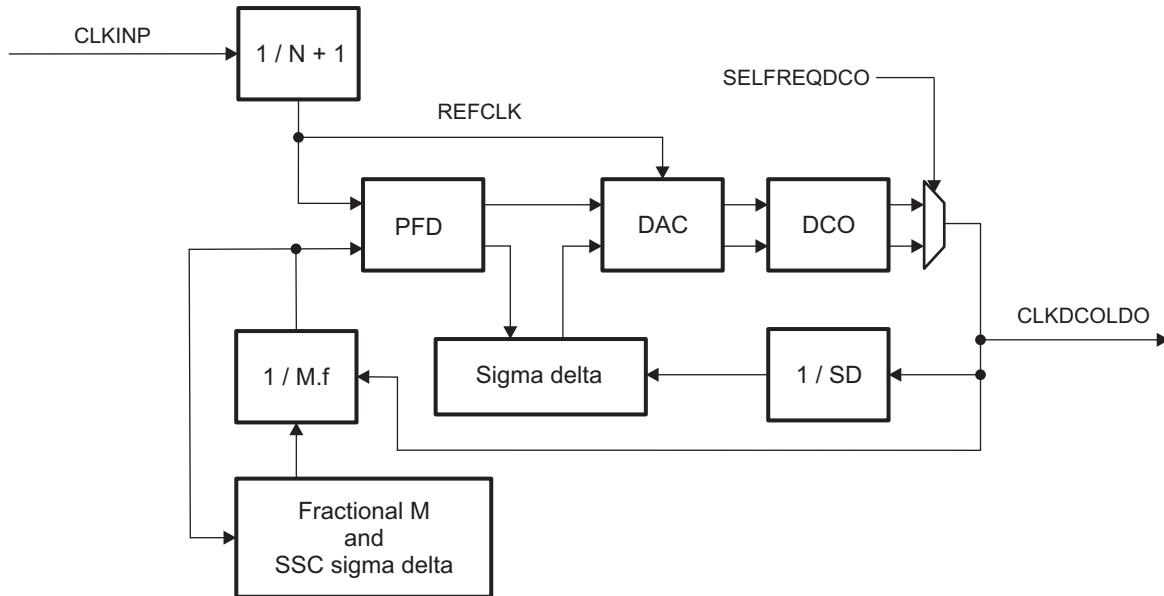 CLKINP
1 / N + 1
SELFREQDCO
REFCLK
PFD
DAC
DCO
CLKDCOLDO
1 / M.f
Sigma delta
1 / SD
Fractional M
and
SSC sigma delta